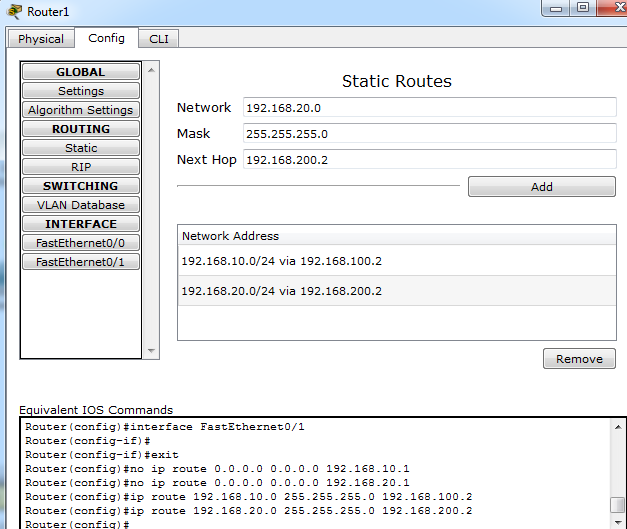 Router1
Physical Config CLI
GLOBAL
Settings
Algorithm Settings
ROUTING
Static
RIP
SWITCHING
VLAN Database
INTERFACE
FastEthernet0/0
FastEthernet0/1
Static Routes
Network 192.168.20.0
Mask 255.255.255.0
Next Hop 192.168.200.2
Add
Network Address
192.168.10.0/24 via 192.168.100.2
192.168.20.0/24 via 192.168.200.2
Remove
Equivalent IOS Commands
Router(config)#interface FastEthernet0/1
Router(config-if)#
Router(config-if)#exit
Router(config)#no ip route 0.0.0.0 0.0.0.0 192.168.10.1
Router(config)#no ip route 0.0.0.0 0.0.0.0 192.168.20.1
Router(config)#ip route 192.168.10.0 255.255.255.0 192.168.100.2
Router(config)#ip route 192.168.20.0 255.255.255.0 192.168.200.2
Router(config)#